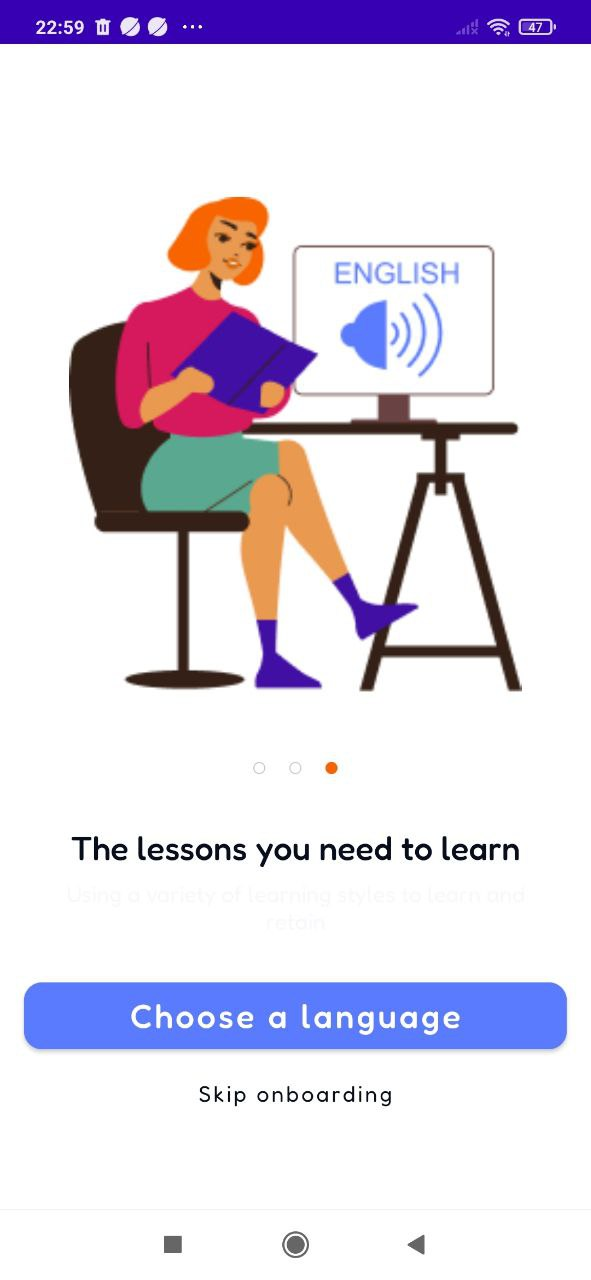 22:59
47
ENGLISH
The lessons you need to learn
Using a variety of learning styles to learn and
retain
Choose a language
Skip onboarding